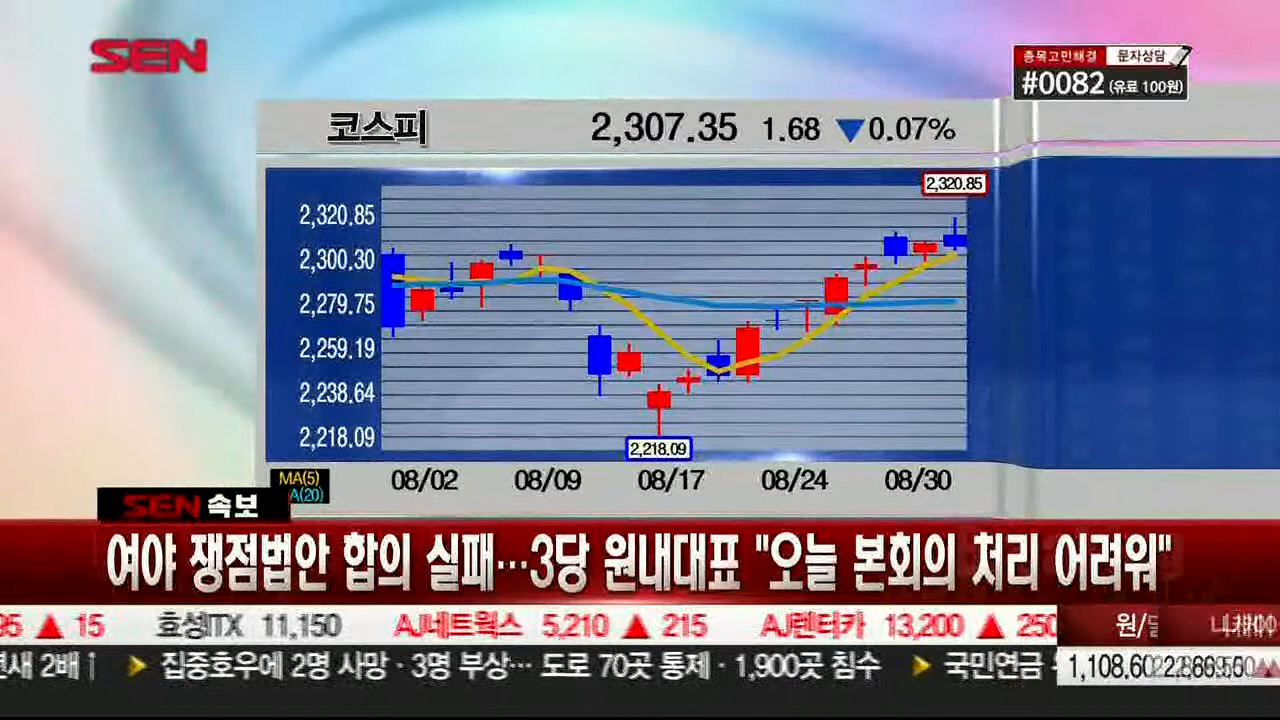 SEN
종목고민해결 문자상담
#0082 (유료 100원)
코스피 2,307.35 1.68 ▼0.07%
2,320.85
2,320.85
2,300.30
2,279.75
2,259.19
2,238.64
2,218.09
2,218.09
08/02 08/09 08/17 08/24 08/30
MA(5)
A(20)
SEN 속보
여야 쟁점법안 합의 실패…3당 원내대표 "오늘 본회의 처리 어려워"
▲ 15 효성ITX 11,150 AJ네트웍스 5,210 ▲ 215 AJ렌터카 13,200 ▲ 250 원/
2배↑ ▶ 집중호우에 2명 사망·3명 부상… 도로 70곳 통제·1,900곳 침수 ▶ 국민연금 1,108.60